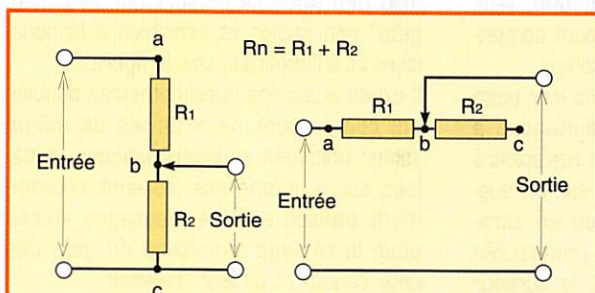 Rn = R1 + R2
a
R1
Entrée
b
R2
Sortie
c
R1
R2
a
b
c
Entrée
Sortie